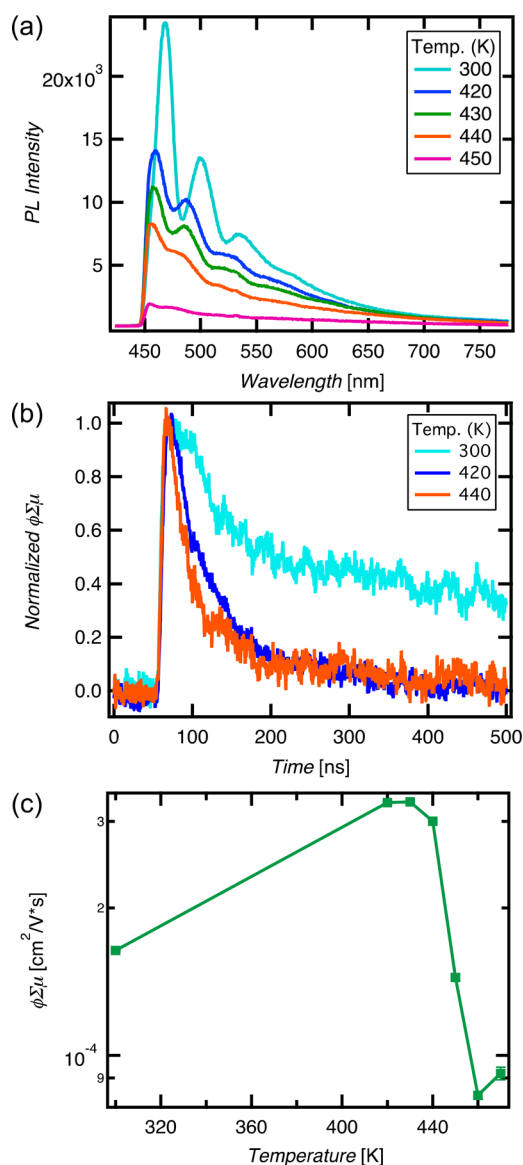 (a)
Temp. (K)
300
420
430
440
450
20x10³
15
10
5
PL Intensity
450 500 550 600 650 700 750
Wavelength [nm]
(b)
Temp. (K)
300
420
440
1.0
0.8
0.6
0.4
0.2
0.0
Normalized ϕΣμ
0 100 200 300 400 500
Time [ns]
(c)
3
2
10⁻⁴
9
ϕΣμ [cm²/V*s]
320 360 400 440
Temperature [K]